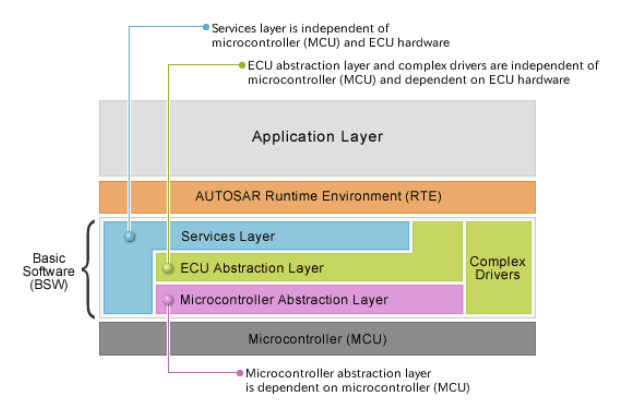 Services layer is independent of
microcontroller (MCU) and ECU hardware
ECU abstraction layer and complex drivers are independent of
microcontroller (MCU) and dependent on ECU hardware
Application Layer
AUTOSAR Runtime Environment (RTE)
Basic
Software
(BSW)
Services Layer
ECU Abstraction Layer
Microcontroller Abstraction Layer
Complex
Drivers
Microcontroller (MCU)
Microcontroller abstraction layer
is dependent on microcontroller (MCU)